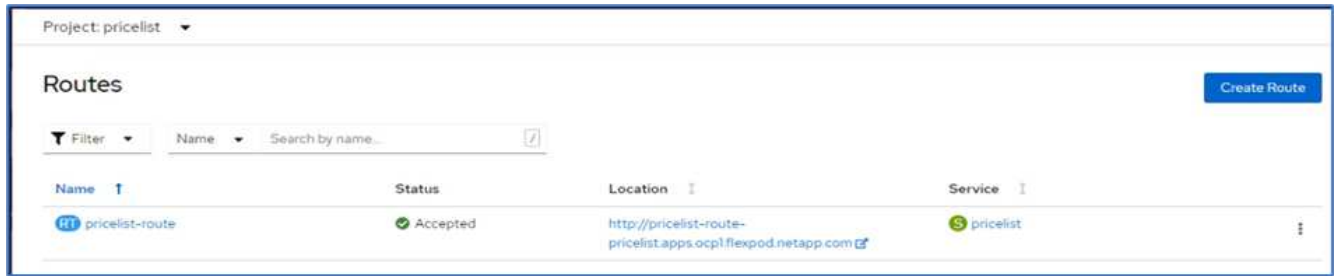 Project: pricelist
Routes
Create Route
Filter Name Search by name... /
Name Status Location Service
RT pricelist-route Accepted http://pricelist-route- S pricelist
pricelist.apps.ocp1.flexpod.netapp.com